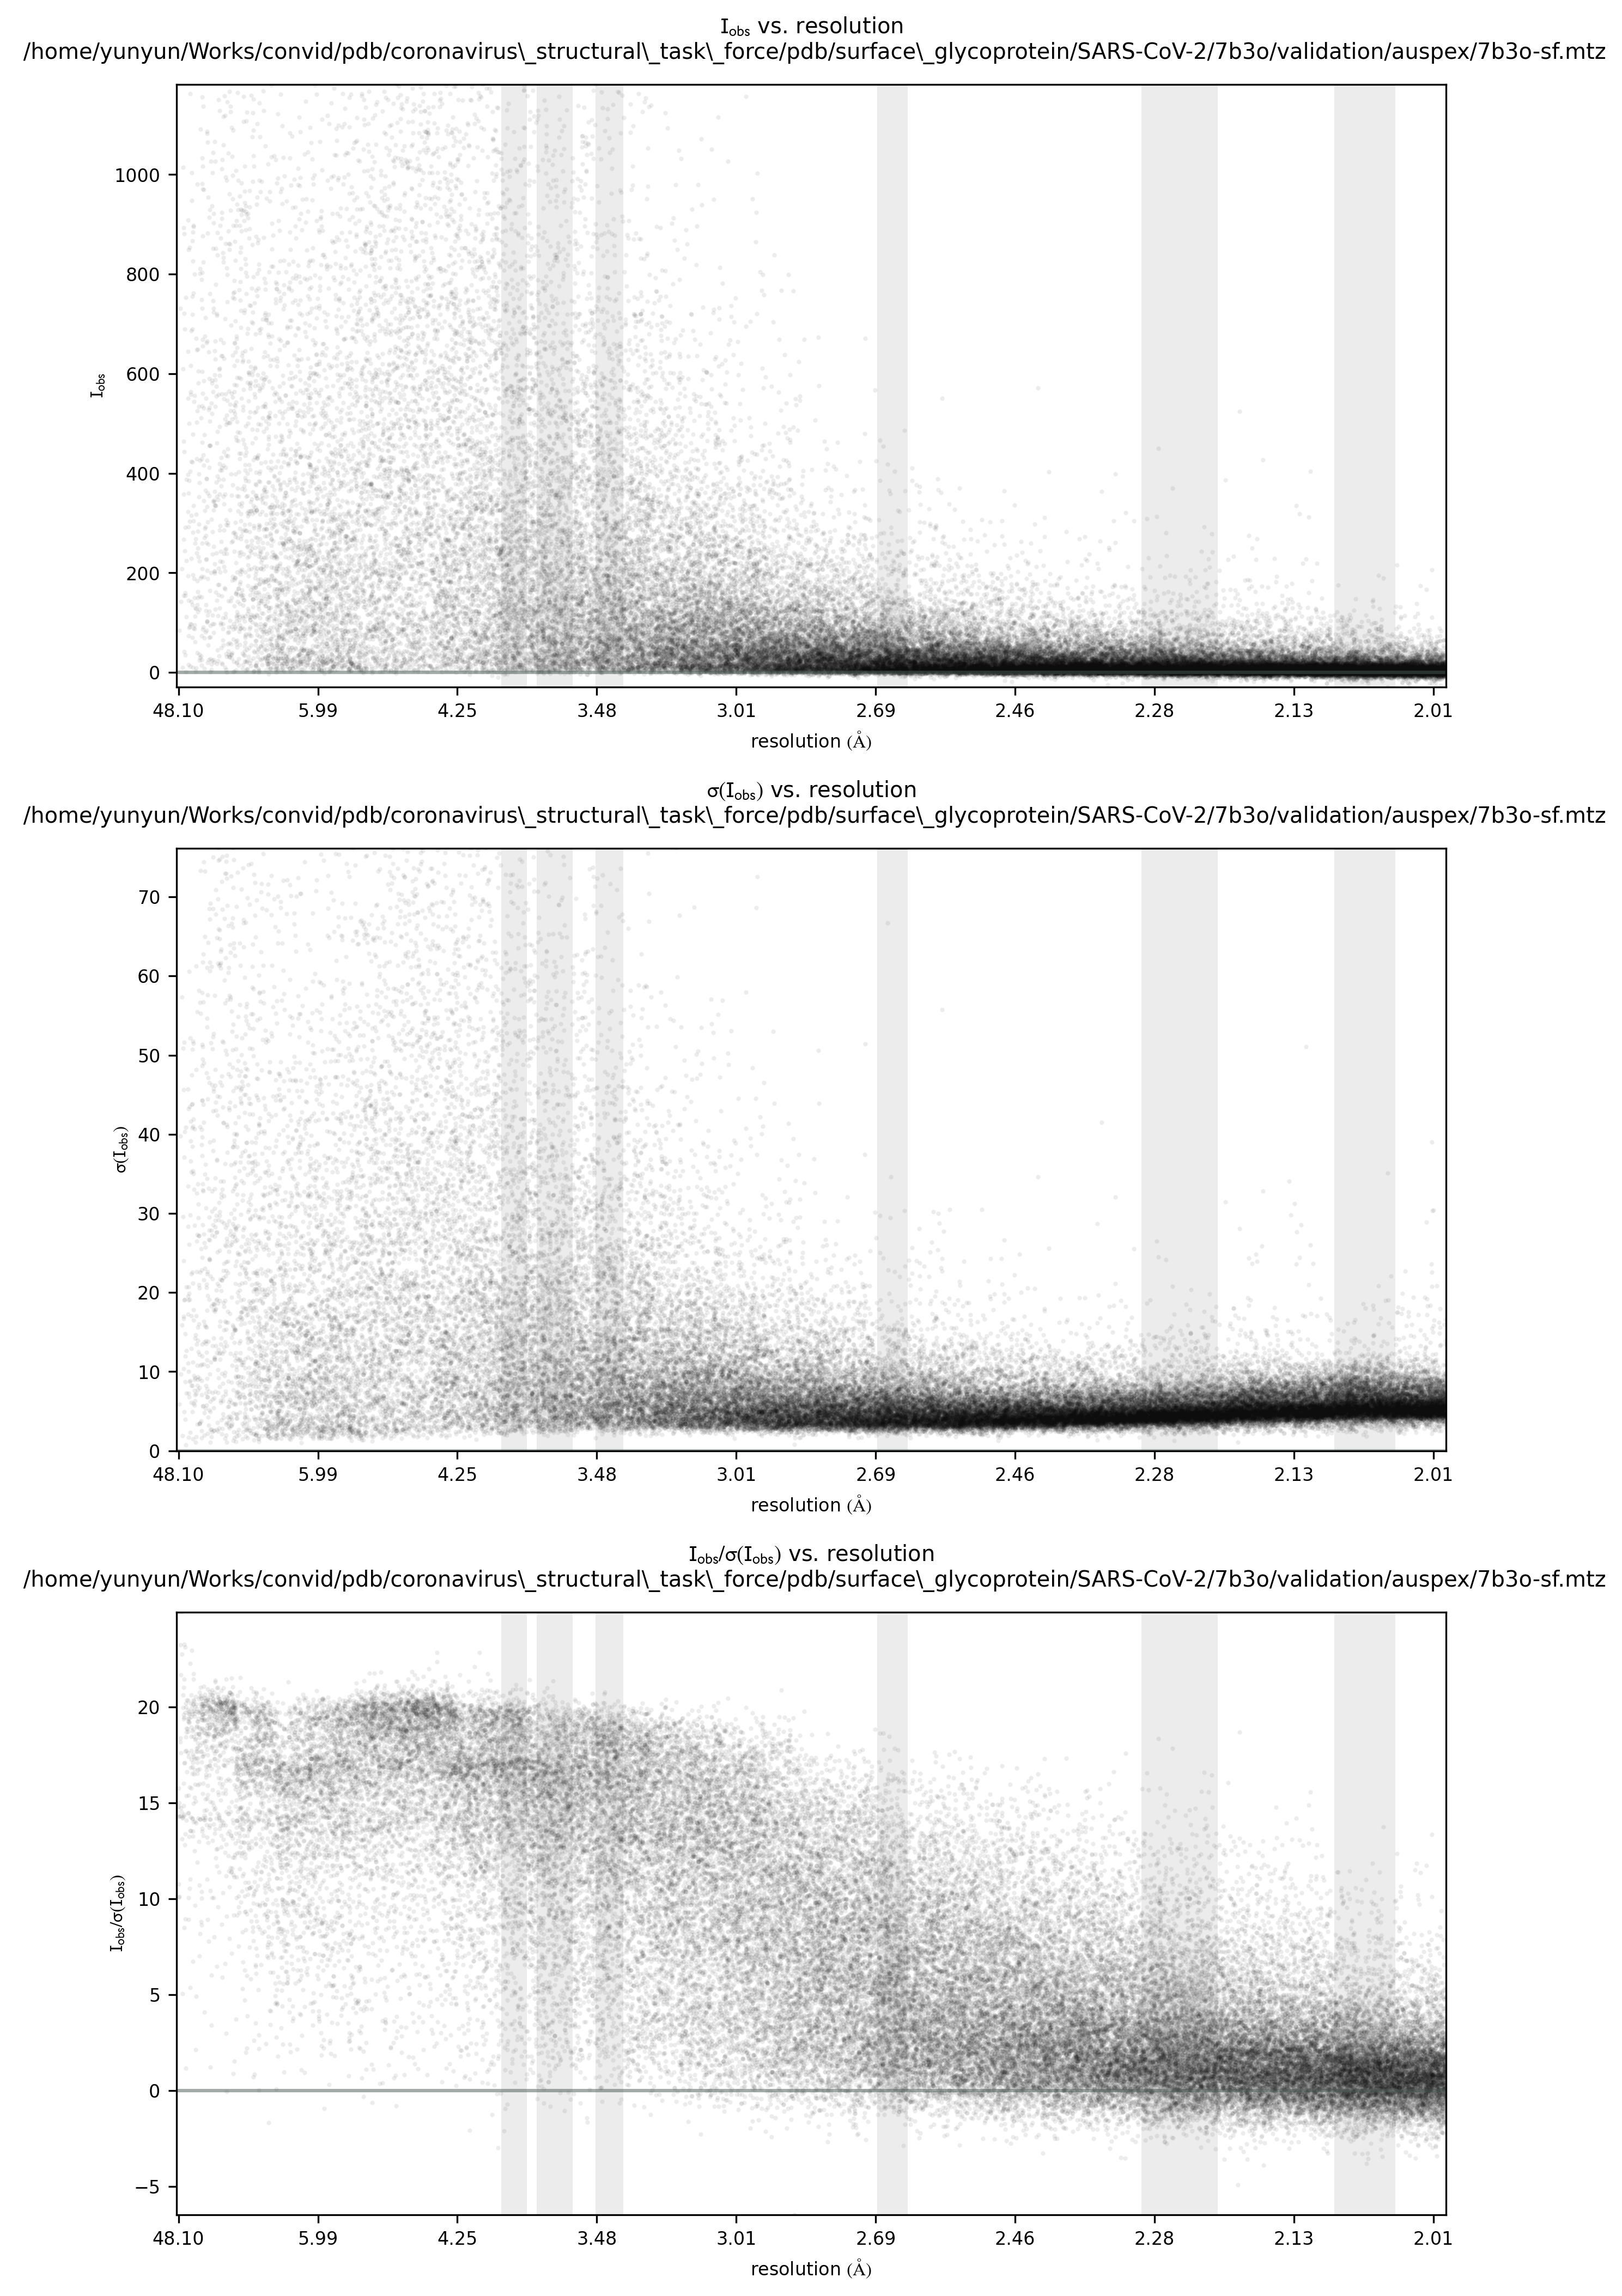 Iobs vs. resolution
/home/yunyun/Works/convid/pdb/coronavirus\_structural\_task\_force/pdb/surface\_glycoprotein/SARS-CoV-2/7b3o/validation/auspex/7b3o-sf.mtz
1000
800
600
400
200
0
Iobs
48.10 5.99 4.25 3.48 3.01 2.69 2.46 2.28 2.13 2.01
resolution (Å)
σ(Iobs) vs. resolution
/home/yunyun/Works/convid/pdb/coronavirus\_structural\_task\_force/pdb/surface\_glycoprotein/SARS-CoV-2/7b3o/validation/auspex/7b3o-sf.mtz
70
60
50
40
30
20
10
0
σ(Iobs)
48.10 5.99 4.25 3.48 3.01 2.69 2.46 2.28 2.13 2.01
resolution (Å)
Iobs/σ(Iobs) vs. resolution
/home/yunyun/Works/convid/pdb/coronavirus\_structural\_task\_force/pdb/surface\_glycoprotein/SARS-CoV-2/7b3o/validation/auspex/7b3o-sf.mtz
20
15
10
5
0
−5
Iobs/σ(Iobs)
48.10 5.99 4.25 3.48 3.01 2.69 2.46 2.28 2.13 2.01
resolution (Å)